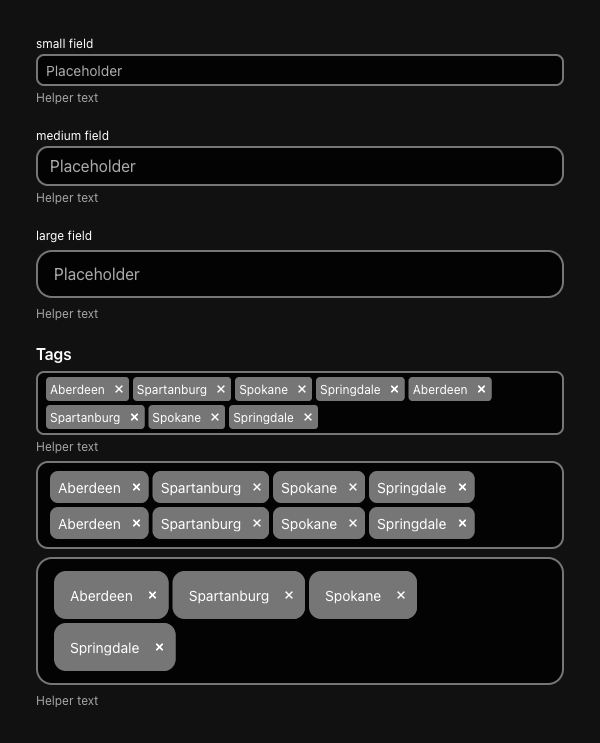 small field
Placeholder
Helper text
medium field
Placeholder
Helper text
large field
Placeholder
Helper text
Tags
Aberdeen × Spartanburg × Spokane × Springdale × Aberdeen ×
Spartanburg × Spokane × Springdale ×
Helper text
Aberdeen × Spartanburg × Spokane × Springdale ×
Aberdeen × Spartanburg × Spokane × Springdale ×
Aberdeen × Spartanburg × Spokane ×
Springdale ×
Helper text